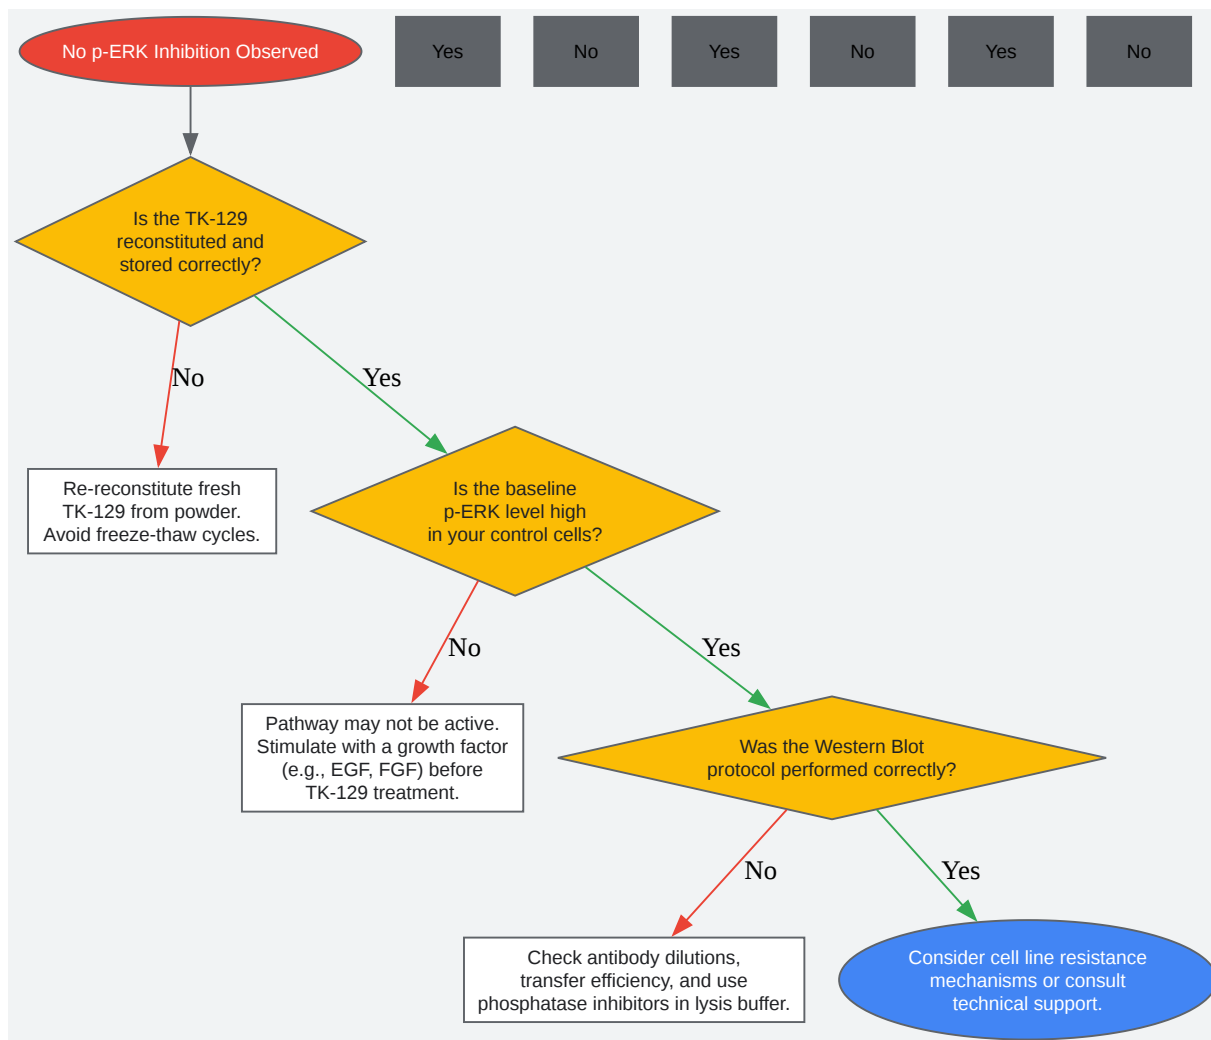 No p-ERK Inhibition Observed
Yes
No
Yes
No
Yes
No
Is the TK-129
reconstituted and
stored correctly?
No
Yes
Re-reconstitute fresh
TK-129 from powder.
Avoid freeze-thaw cycles.
Is the baseline
p-ERK level high
in your control cells?
No
Yes
Pathway may not be active.
Stimulate with a growth factor
(e.g., EGF, FGF) before
TK-129 treatment.
Was the Western Blot
protocol performed correctly?
No
Yes
Check antibody dilutions,
transfer efficiency, and use
phosphatase inhibitors in lysis buffer.
Consider cell line resistance
mechanisms or consult
technical support.